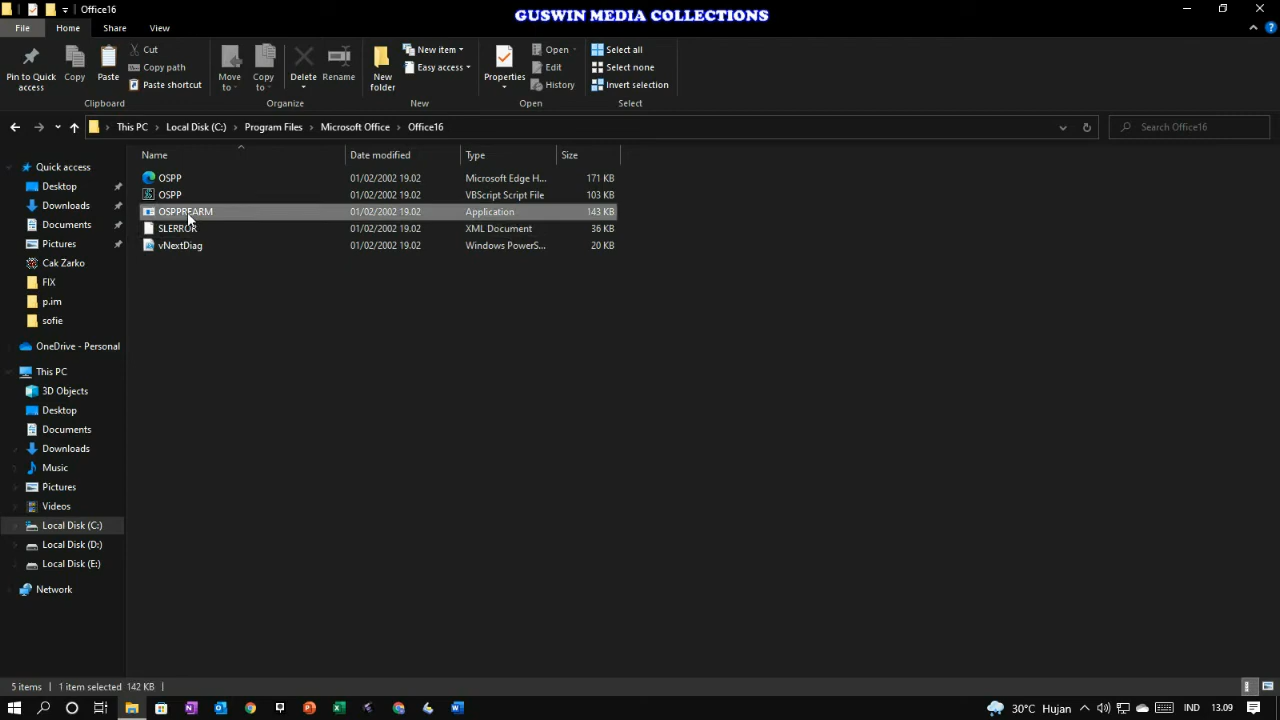 Office16
GUSWIN MEDIA COLLECTIONS
File Home Share View
Pin to Quick access
Copy
Paste
Cut
Copy path
Paste shortcut
Clipboard
Move to
Copy to
Delete
Rename
Organize
New folder
New item
Easy access
New
Properties
Open
Edit
History
Open
Select all
Select none
Invert selection
Select
This PC > Local Disk (C:) > Program Files > Microsoft Office > Office16
Search Office16
Name Date modified Type Size
OSPP 01/02/2002 19.02 Microsoft Edge H... 171 KB
OSPP 01/02/2002 19.02 VBScript Script File 103 KB
OSPPREARM 01/02/2002 19.02 Application 143 KB
SLERROR 01/02/2002 19.02 XML Document 36 KB
vNextDiag 01/02/2002 19.02 Windows PowerS... 20 KB
Quick access
Desktop
Downloads
Documents
Pictures
Cak Zarko
FIX
p.im
sofie
OneDrive - Personal
This PC
3D Objects
Desktop
Documents
Downloads
Music
Pictures
Videos
Local Disk (C:)
Local Disk (D:)
Local Disk (E:)
Network
5 items 1 item selected 142 KB
30°C Hujan IND 13.09